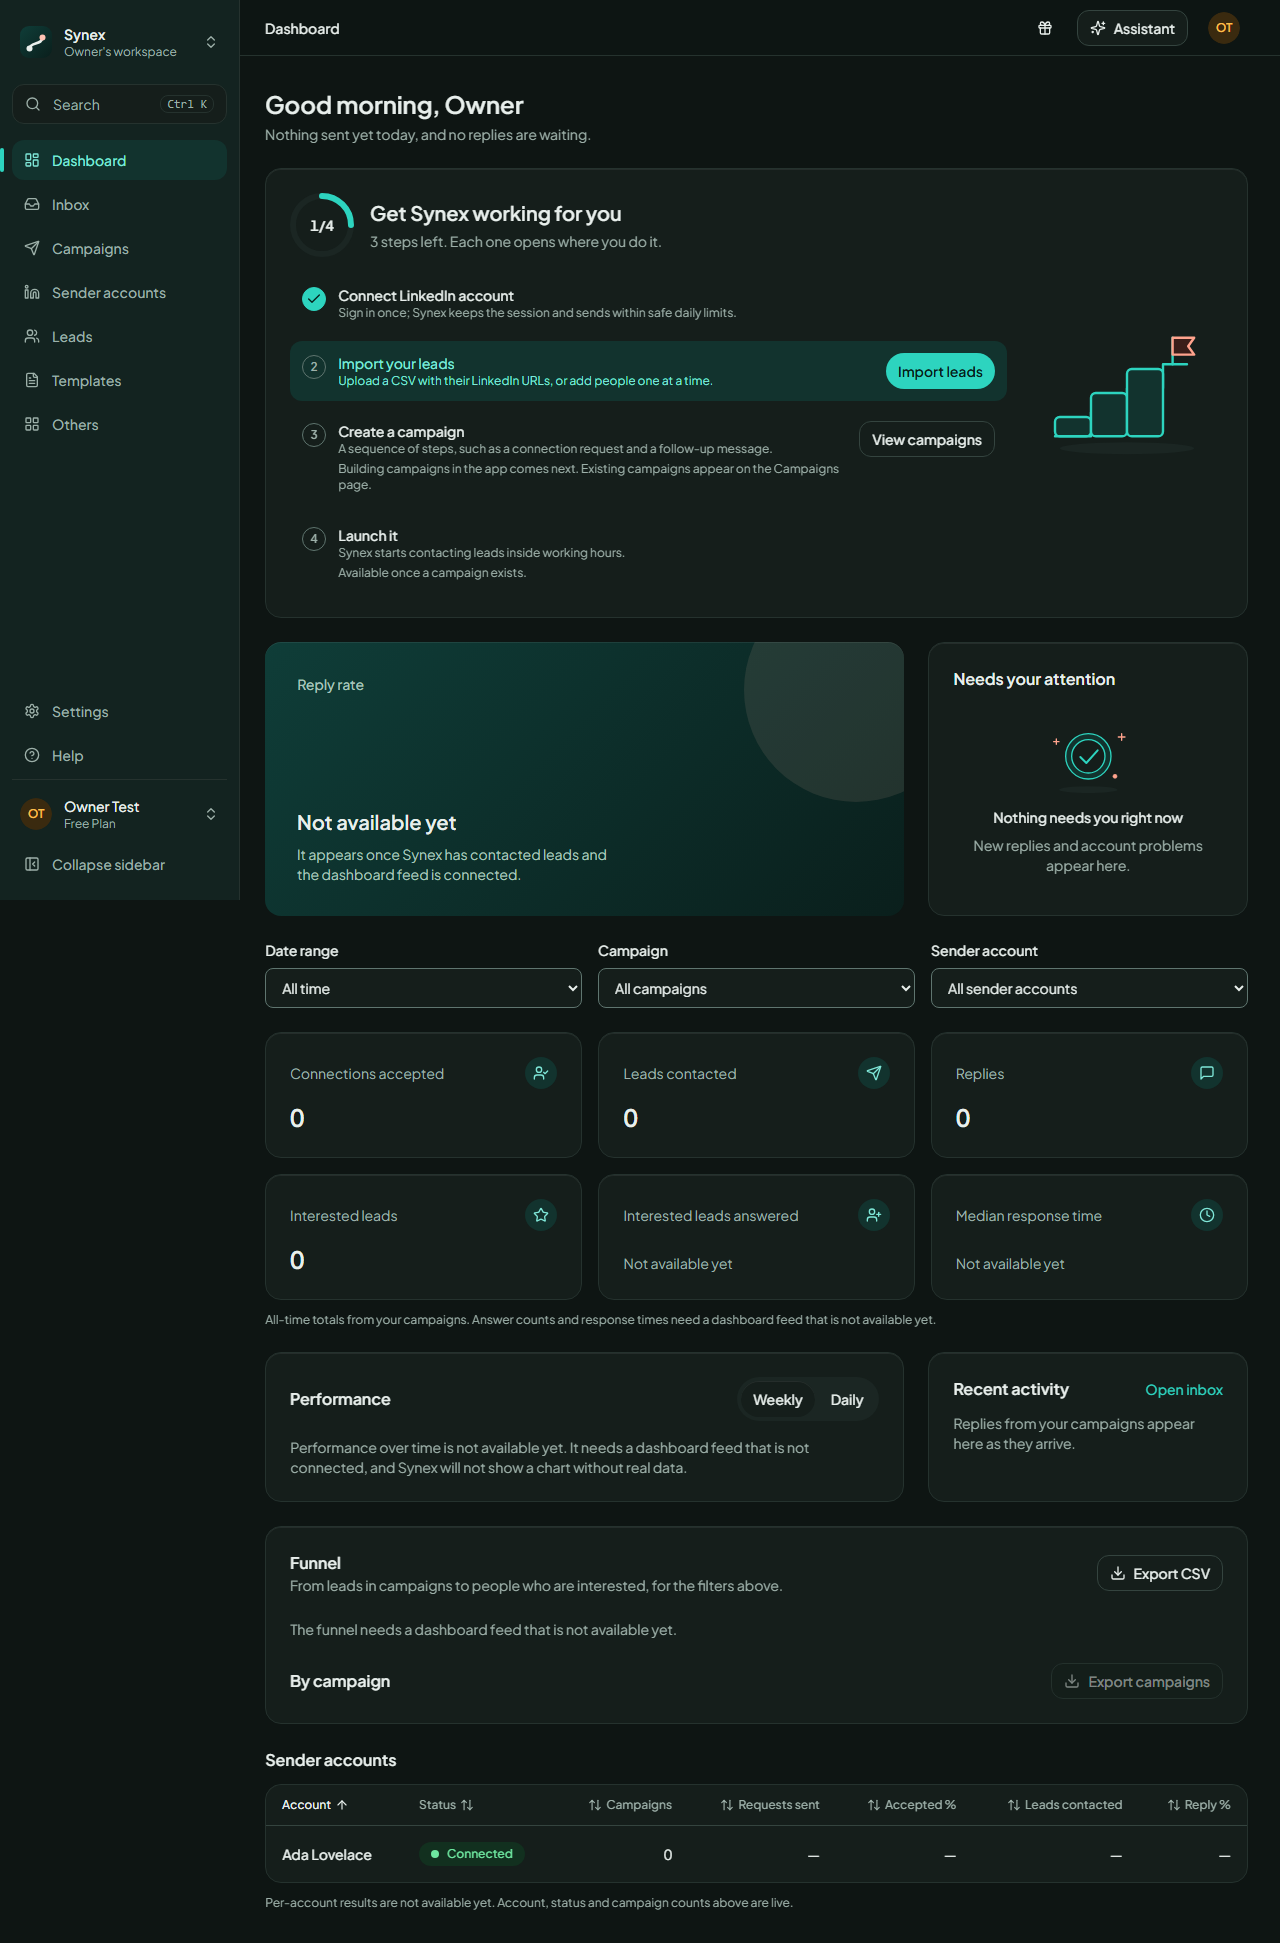 Synex
Owner's workspace
Search
Ctrl K
Dashboard
Inbox
Campaigns
Sender accounts
Leads
Templates
Others
Settings
Help
OT
Owner Test
Free Plan
Collapse sidebar
Dashboard
Assistant
OT
Good morning, Owner
Nothing sent yet today, and no replies are waiting.
1/4
Get Synex working for you
3 steps left. Each one opens where you do it.
Connect LinkedIn account
Sign in once; Synex keeps the session and sends within safe daily limits.
2
Import your leads
Upload a CSV with their LinkedIn URLs, or add people one at a time.
Import leads
3
Create a campaign
A sequence of steps, such as a connection request and a follow-up message.
Building campaigns in the app comes next. Existing campaigns appear on the Campaigns
page.
View campaigns
4
Launch it
Synex starts contacting leads inside working hours.
Available once a campaign exists.
Reply rate
Not available yet
It appears once Synex has contacted leads and
the dashboard feed is connected.
Needs your attention
Nothing needs you right now
New replies and account problems
appear here.
Date range
All time
Campaign
All campaigns
Sender account
All sender accounts
Connections accepted
0
Leads contacted
0
Replies
0
Interested leads
0
Interested leads answered
Not available yet
Median response time
Not available yet
All-time totals from your campaigns. Answer counts and response times need a dashboard feed that is not available yet.
Performance
Weekly
Daily
Performance over time is not available yet. It needs a dashboard feed that is not
connected, and Synex will not show a chart without real data.
Recent activity
Open inbox
Replies from your campaigns appear
here as they arrive.
Funnel
From leads in campaigns to people who are interested, for the filters above.
Export CSV
The funnel needs a dashboard feed that is not available yet.
By campaign
Export campaigns
Sender accounts
Account Status Campaigns Requests sent Accepted % Leads contacted Reply %
Ada Lovelace Connected 0 — — — —
Per-account results are not available yet. Account, status and campaign counts above are live.